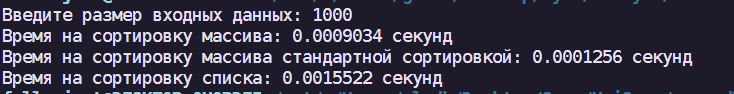 Введите размер входных данных: 1000
Время на сортировку массива: 0.0009034 секунд
Время на сортировку массива стандартной сортировкой: 0.0001256 секунд
Время на сортировку списка: 0.0015522 секунд